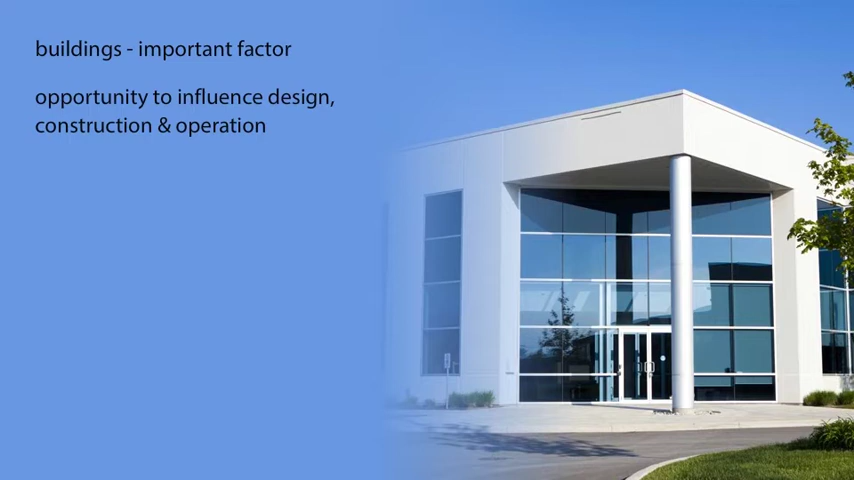 buildings - important factor
opportunity to influence design,
construction & operation